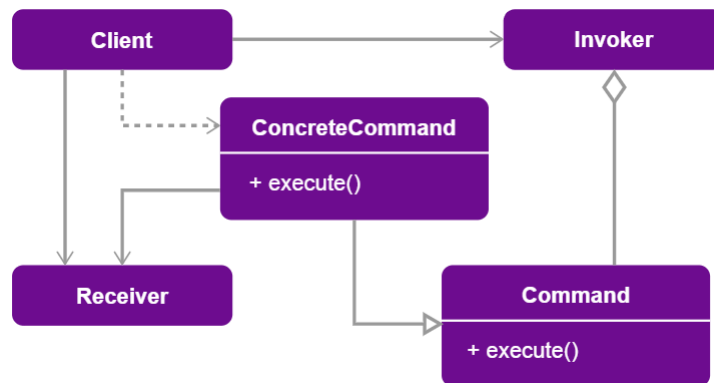 Client
Invoker
ConcreteCommand
+ execute()
Receiver
Command
+ execute()